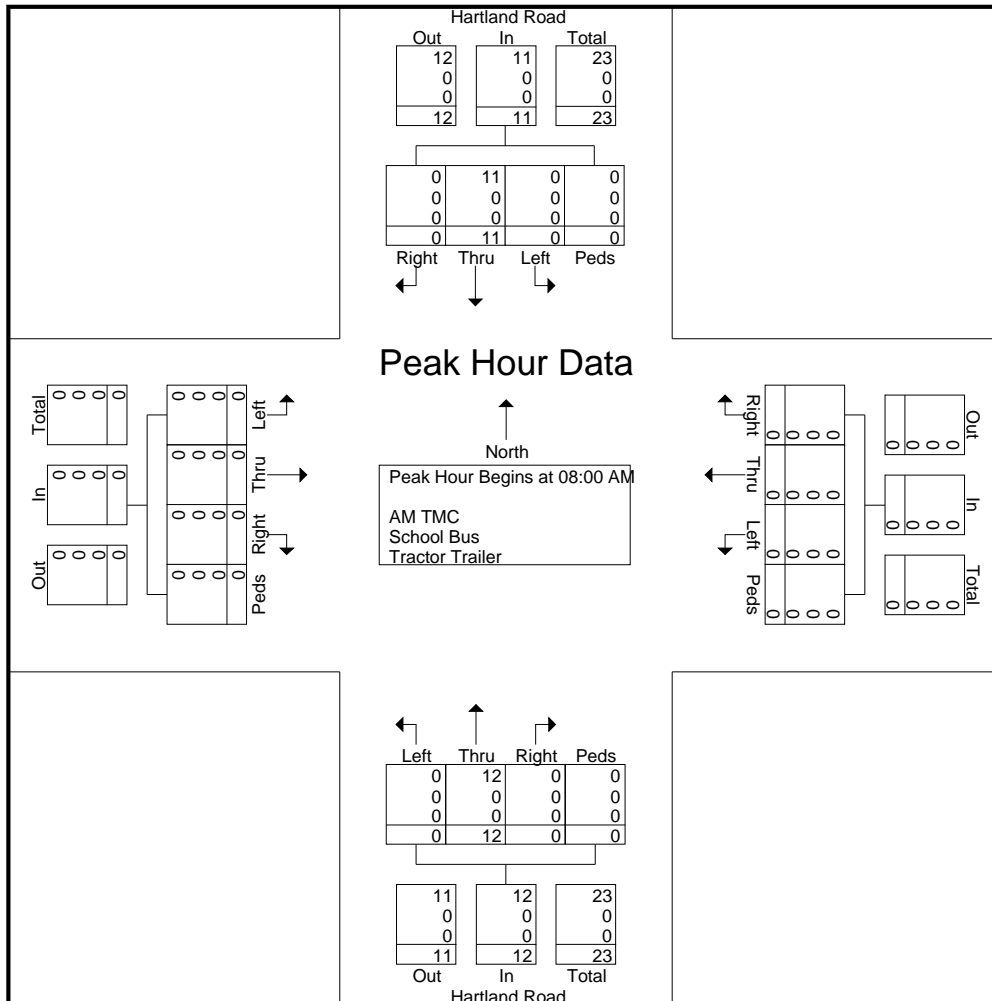 Hartland Road
Out In Total
12 11 23
0 0 0
0 0 0
12 11 23
0 11 0 0
0 0 0 0
0 0 0 0
0 11 0 0
Right Thru Left Peds
Peak Hour Data
North
Peak Hour Begins at 08:00 AM
AM TMC
School Bus
Tractor Trailer
Total
0 0 0 0
In
0 0 0 0
Out
0 0 0 0
0 0 0 0
Left
0 0 0 0
Thru
0 0 0 0
Right
0 0 0 0
Peds
Right
0 0 0 0
Thru
0 0 0 0
Left
0 0 0 0
Peds
0 0 0 0
Out
0 0 0 0
In
0 0 0 0
Total
0 0 0 0
Left Thru Right Peds
0 12 0 0
0 0 0 0
0 0 0 0
0 12 0 0
11 12 23
0 0 0
0 0 0
11 12 23
Out In Total
Hartland Road